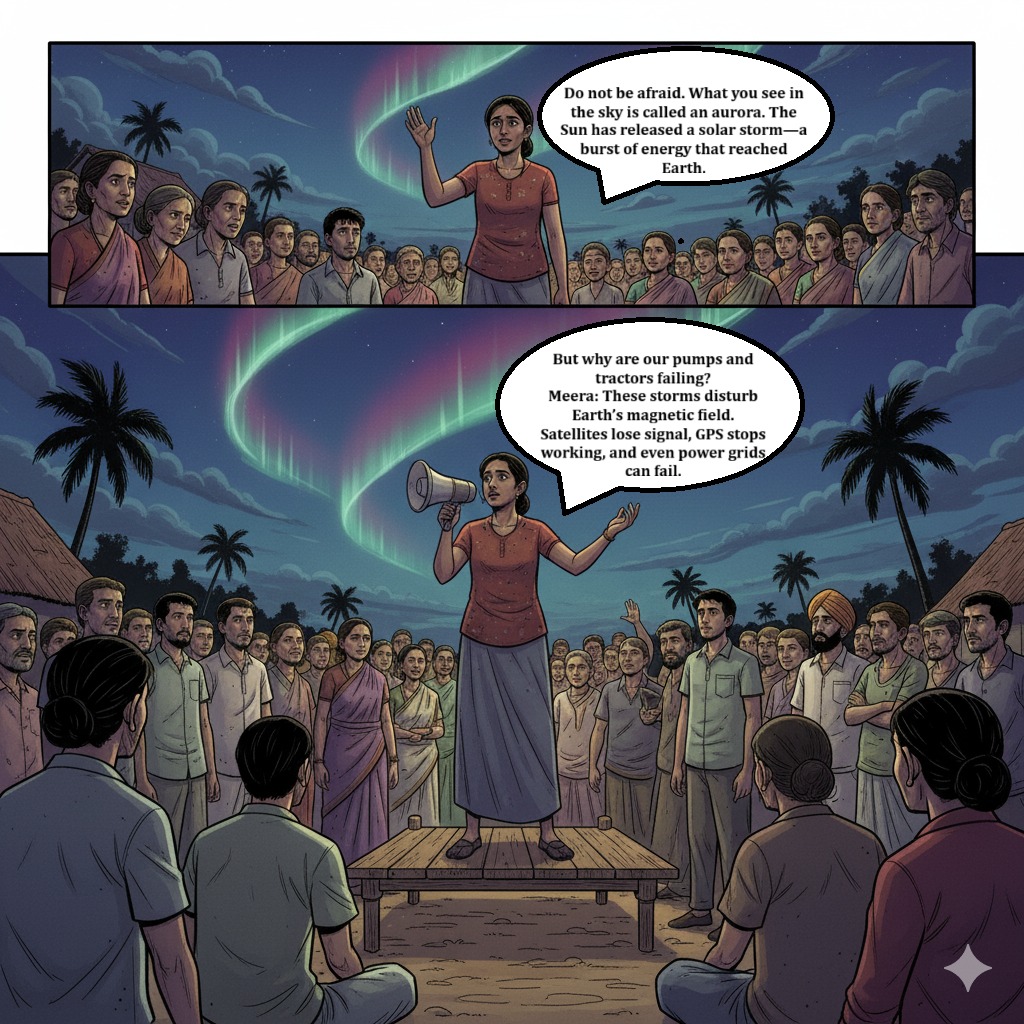 Do not be afraid. What you see in
the sky is called an aurora. The
Sun has released a solar storm—a
burst of energy that reached
Earth.
But why are our pumps and
tractors failing?
Meera: These storms disturb
Earth's magnetic field.
Satellites lose signal, GPS stops
working, and even power grids
can fail.